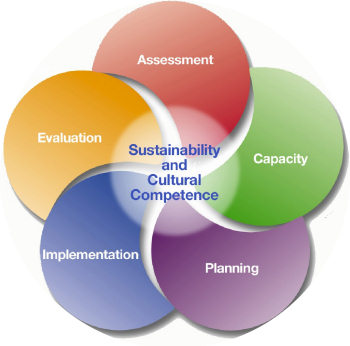 Assessment
Evaluation
Sustainability
and
Cultural
Competence
Capacity
Implementation
Planning